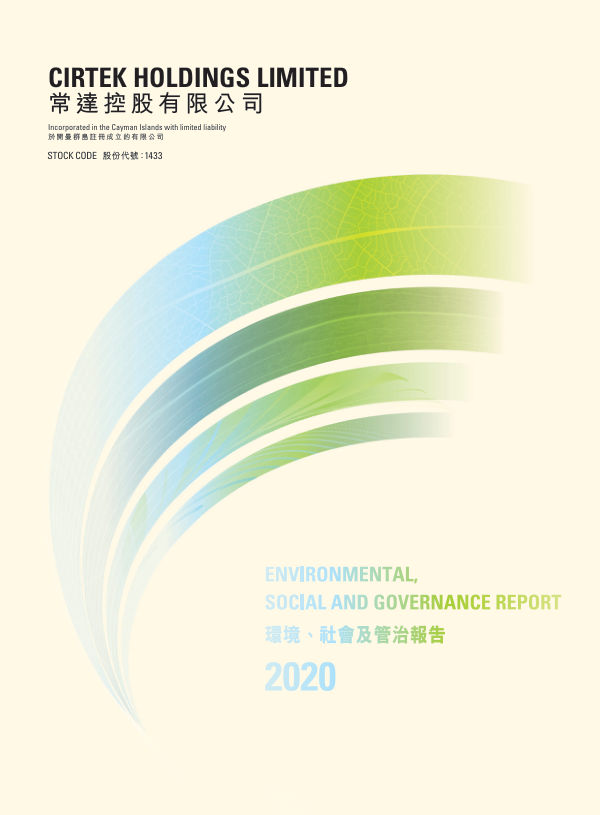 CIRTEK HOLDINGS LIMITED
常達控股有限公司
Incorporated in the Cayman Islands with limited liability
於開曼群島註冊成立的有限公司
STOCK CODE 股份代號：1433
ENVIRONMENTAL,
SOCIAL AND GOVERNANCE REPORT
環境、社會及管治報告
2020